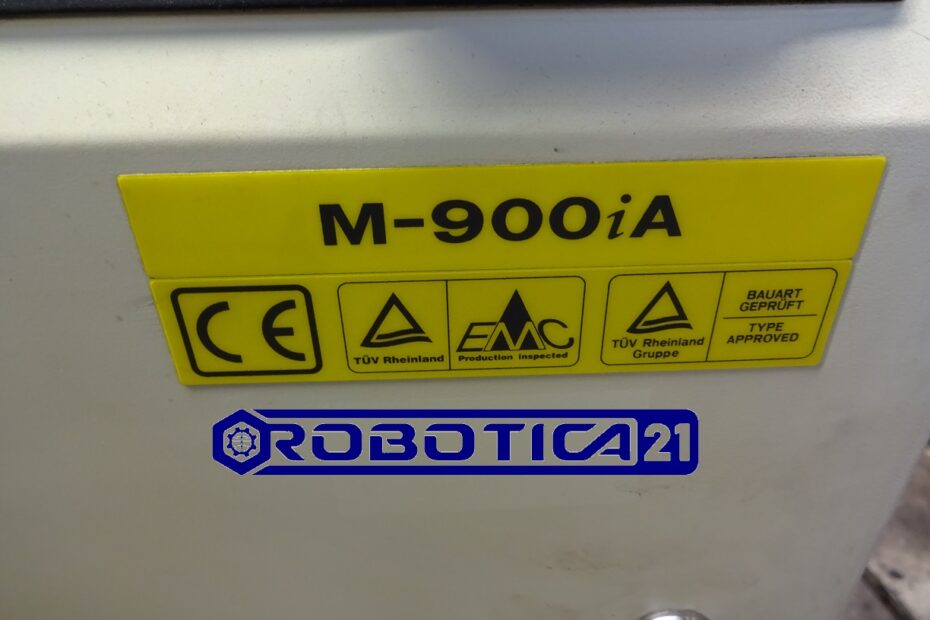 M-900iA
CE
TÜV Rheinland
EMC
Production inspected
TÜV Rheinland
Gruppe
BAUART
GEPRÜFT
TYPE
APPROVED
ROBOTICA21